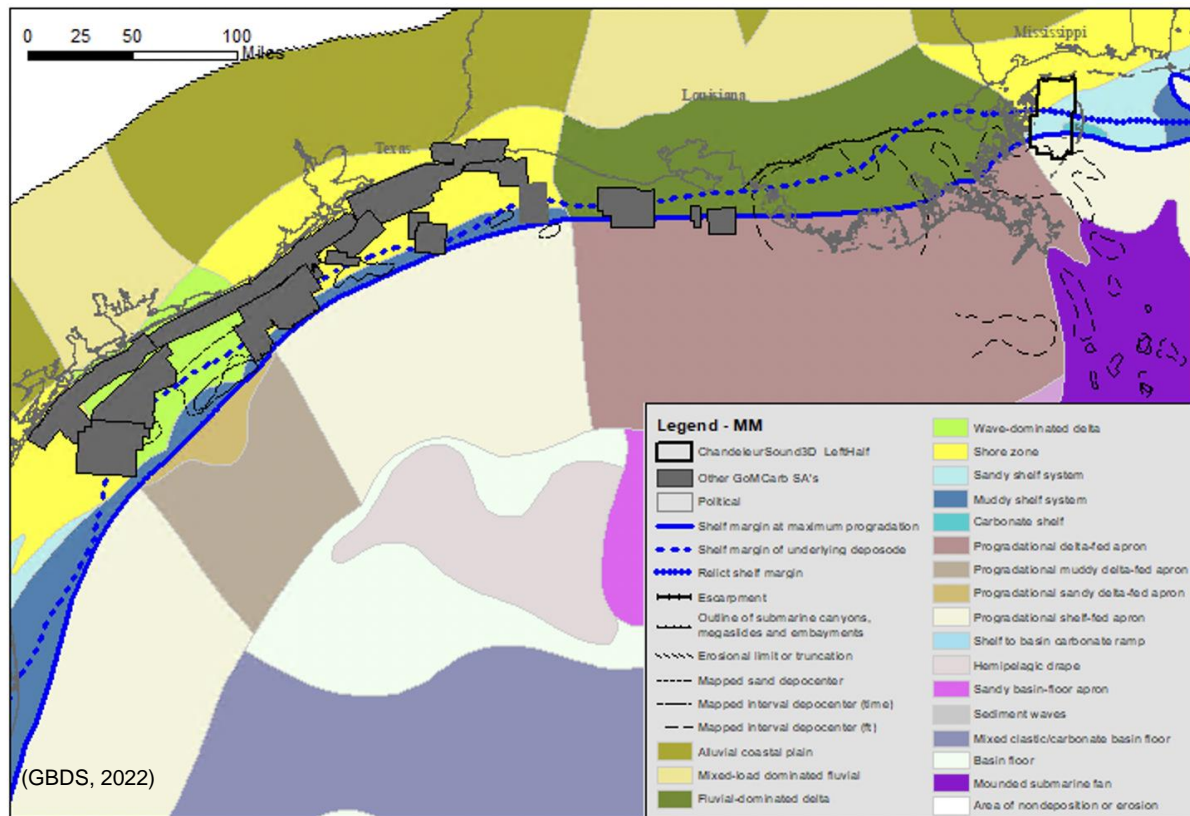 0 25 50 100
Miles
Mississippi
Louisiana
Texas
Legend - MM
ChandeleurSound3D LeftHalf
Other GoMCarb SA's
Political
Shelf margin at maximum progradation
Shelf margin of underlying deposode
Relict shelf margin
Escarpment
Outline of submarine canyons,
megaslides and embayments
Erosional limit or truncation
Mapped sand depocenter
Mapped interval depocenter (time)
Mapped interval depocenter (ft)
Alluvial coastal plain
Mixed-load dominated fluvial
Fluvial-dominated delta
Wave-dominated delta
Shore zone
Sandy shelf system
Muddy shelf system
Carbonate shelf
Progradational delta-fed apron
Progradational muddy delta-fed apron
Progradational sandy delta-fed apron
Progradational shelf-fed apron
Shelf to basin carbonate ramp
Hemipelagic drape
Sandy basin-floor apron
Sediment waves
Mixed clastic/carbonate basin floor
Basin floor
Mounded submarine fan
Area of nondeposition or erosion
(GBDS, 2022)